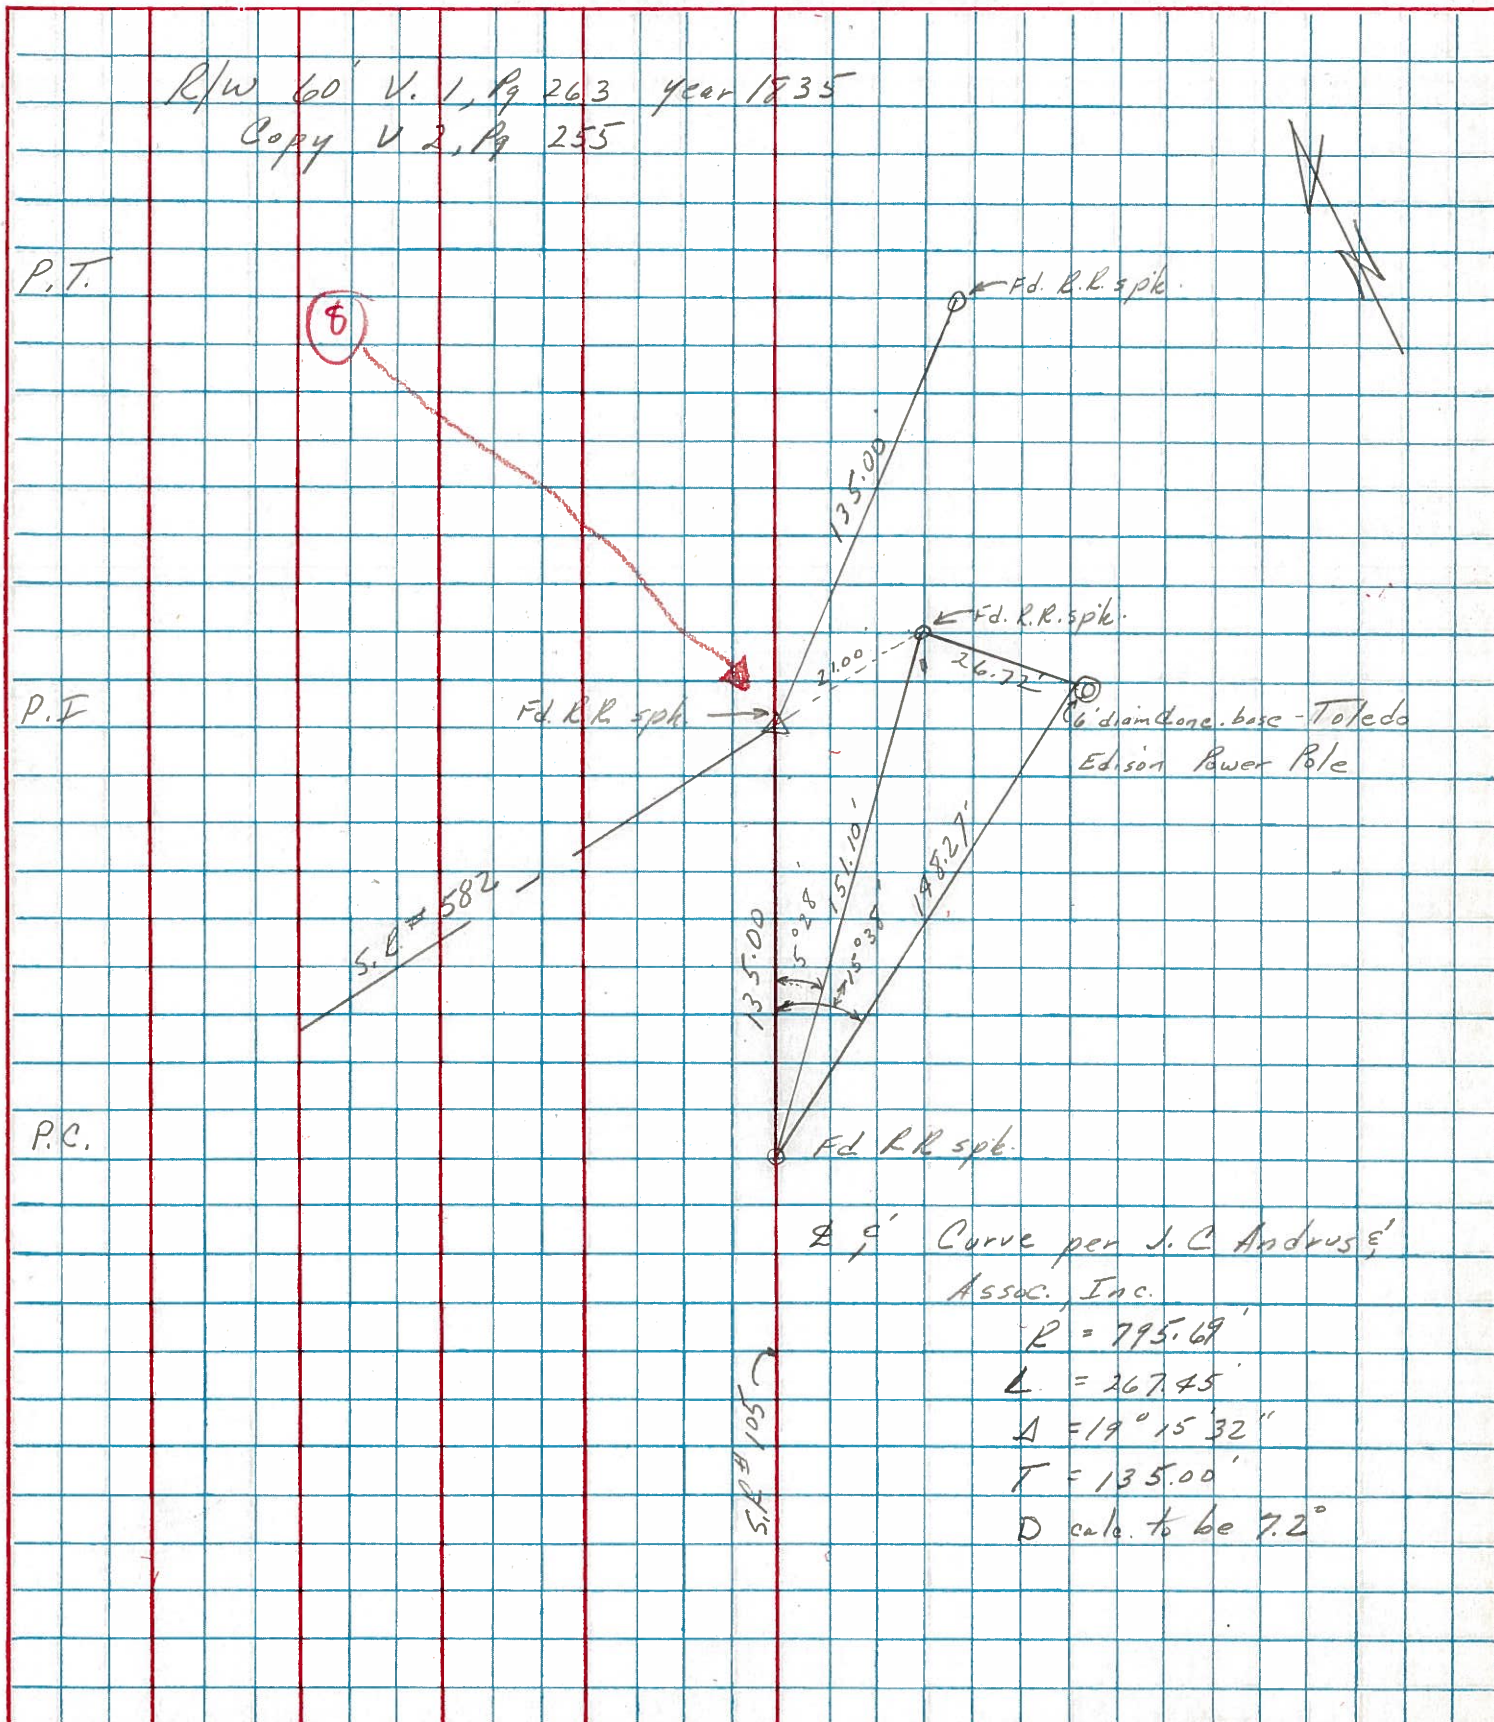 R/W 60' V. 1, Pg 263 year 1835
Copy V 2, Pg 255
N
P.T.
8
Fd. R.R. spk.
135.00
Fd. R.R. spk.
21.00'
26.72'
P.I
Fd. R.R. spk.
6' diam Conc. base - Toledo
Edison Power Pole
S.R # 582
135.00
5°28'
151.10'
15°38'
148.27'
P.C.
Fd R.R spk.
& Curve per J. C Andrus &
Assoc., Inc.
R = 795.69'
L = 267.45'
Δ = 19° 15' 32"
T = 135.00'
D calc. to be 7.2°
S.R # 105